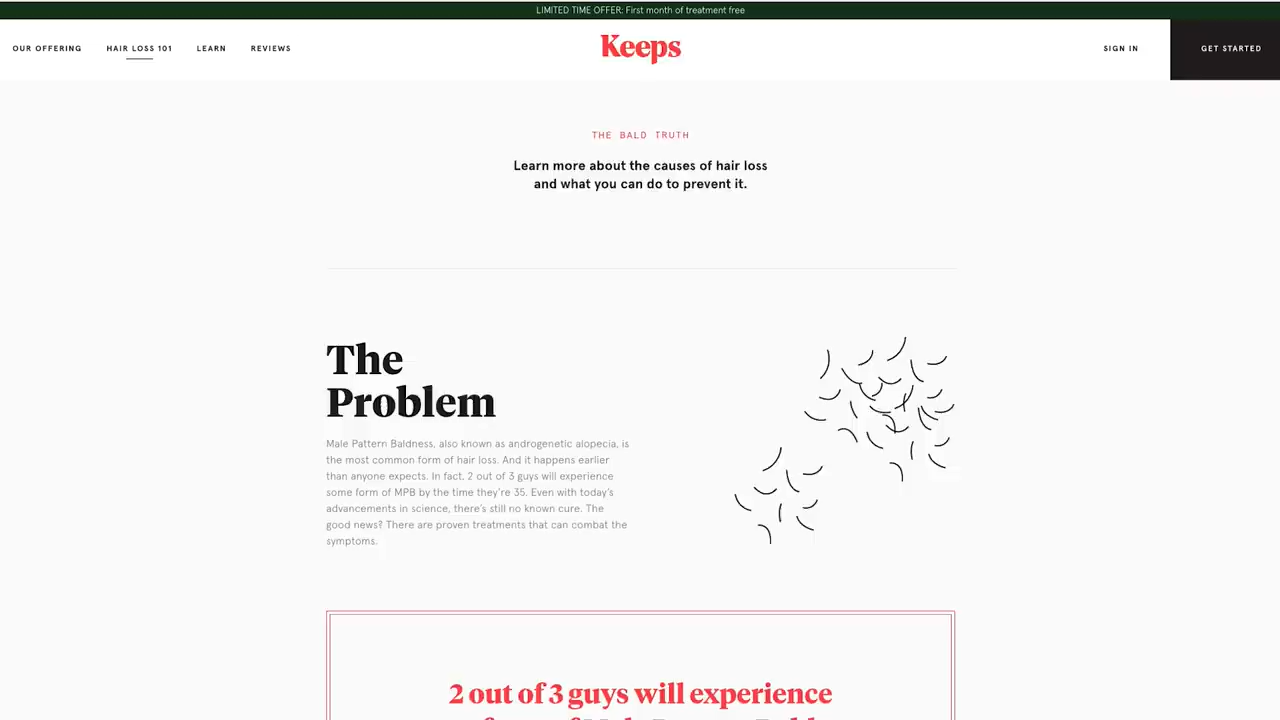 LIMITED TIME OFFER: First month of treatment free
OUR OFFERING HAIR LOSS 101 LEARN REVIEWS Keeps SIGN IN GET STARTED
THE BALD TRUTH
Learn more about the causes of hair loss
and what you can do to prevent it.
The
Problem
Male Pattern Baldness, also known as androgenetic alopecia, is
the most common form of hair loss. And it happens earlier
than anyone expects. In fact, 2 out of 3 guys will experience
some form of MPB by the time they're 35. Even with today's
advancements in science, there's still no known cure. The
good news? There are proven treatments that can combat the
symptoms.
2 out of 3 guys will experience